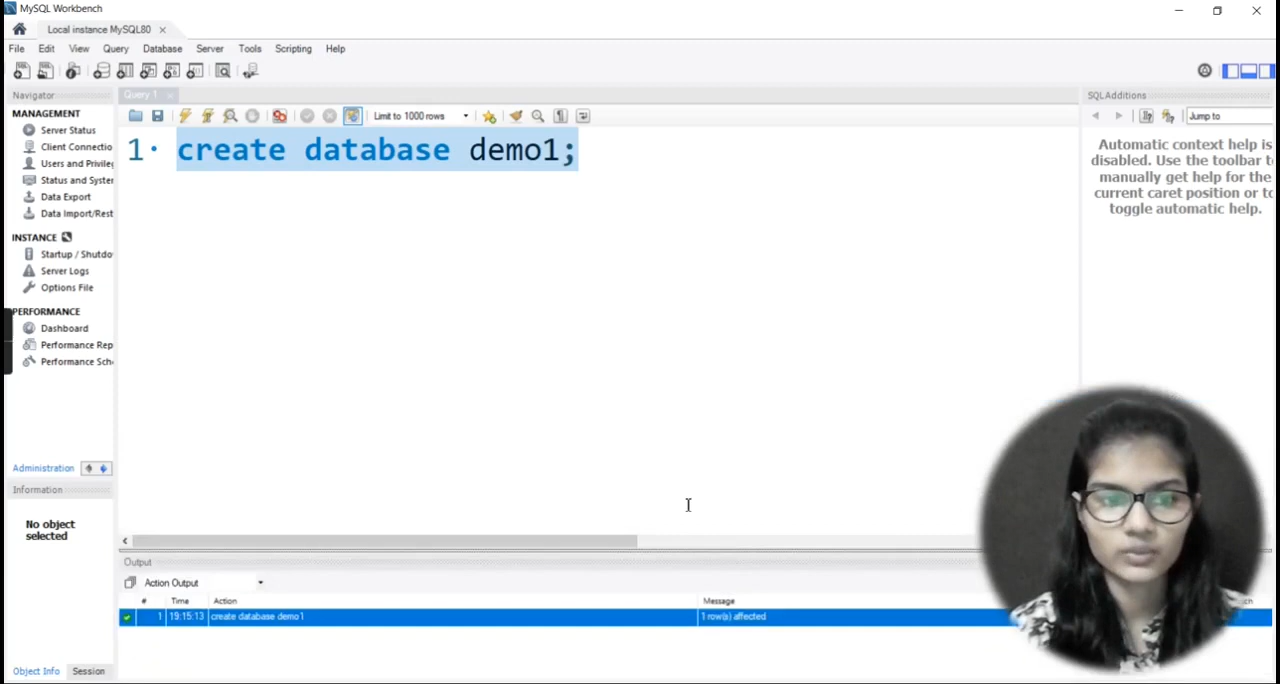 MySQL Workbench
Local instance MySQL80
File Edit View Query Database Server Tools Scripting Help
Navigator
MANAGEMENT
Server Status
Client Connectio
Users and Privileg
Status and System
Data Export
Data Import/Rest
INSTANCE
Startup / Shutdo
Server Logs
Options File
PERFORMANCE
Dashboard
Performance Rep
Performance Sch
Administration
Information
No object
selected
Object Info Session
Query 1
Limit to 1000 rows
1 create database demo1;
Output
Action Output
# Time Action Message
1 19:15:13 create database demo1 1 row(s) affected
SQLAdditions
Jump to
Automatic context help is
disabled. Use the toolbar to
manually get help for the
current caret position or to
toggle automatic help.